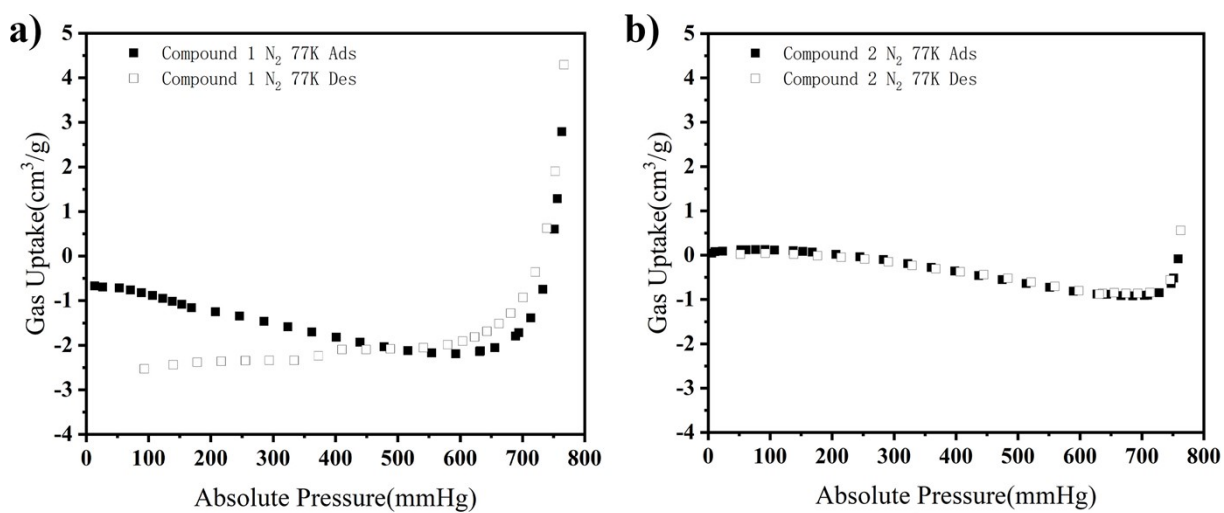 a)
Compound 1 N₂ 77K Ads
Compound 1 N₂ 77K Des
Gas Uptake(cm³/g)
5
4
3
2
1
0
-1
-2
-3
-4
0 100 200 300 400 500 600 700 800
Absolute Pressure(mmHg)
b)
Compound 2 N₂ 77K Ads
Compound 2 N₂ 77K Des
Gas Uptake(cm³/g)
5
4
3
2
1
0
-1
-2
-3
-4
0 100 200 300 400 500 600 700 800
Absolute Pressure(mmHg)